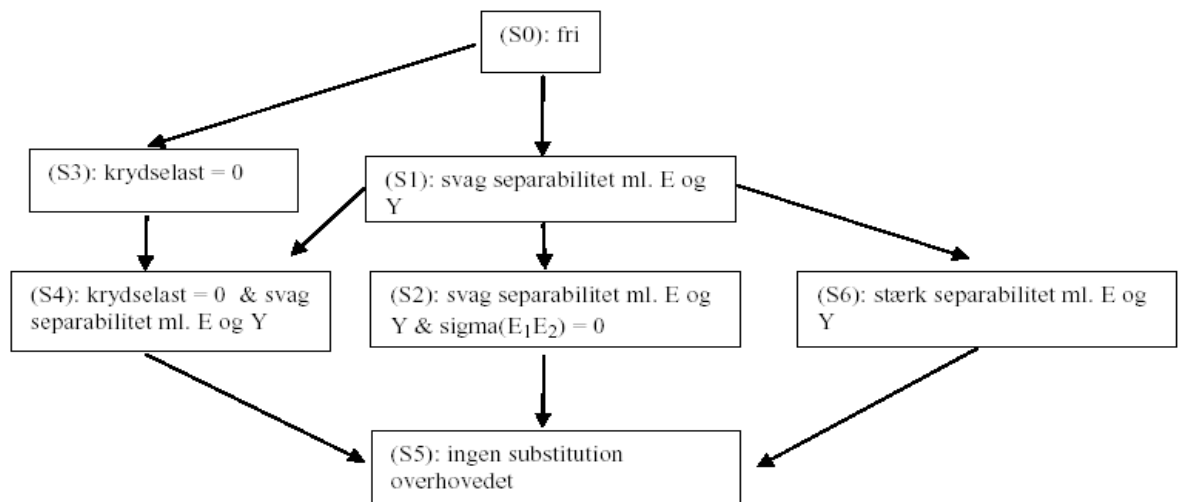 (S0): fri
(S3): krydselast = 0
(S1): svag separabilitet ml. E og
Y
(S4): krydselast = 0 & svag
separabilitet ml. E og Y
(S2): svag separabilitet ml. E og
Y & sigma(E₁E₂) = 0
(S6): stærk separabilitet ml. E og
Y
(S5): ingen substitution
overhovedet